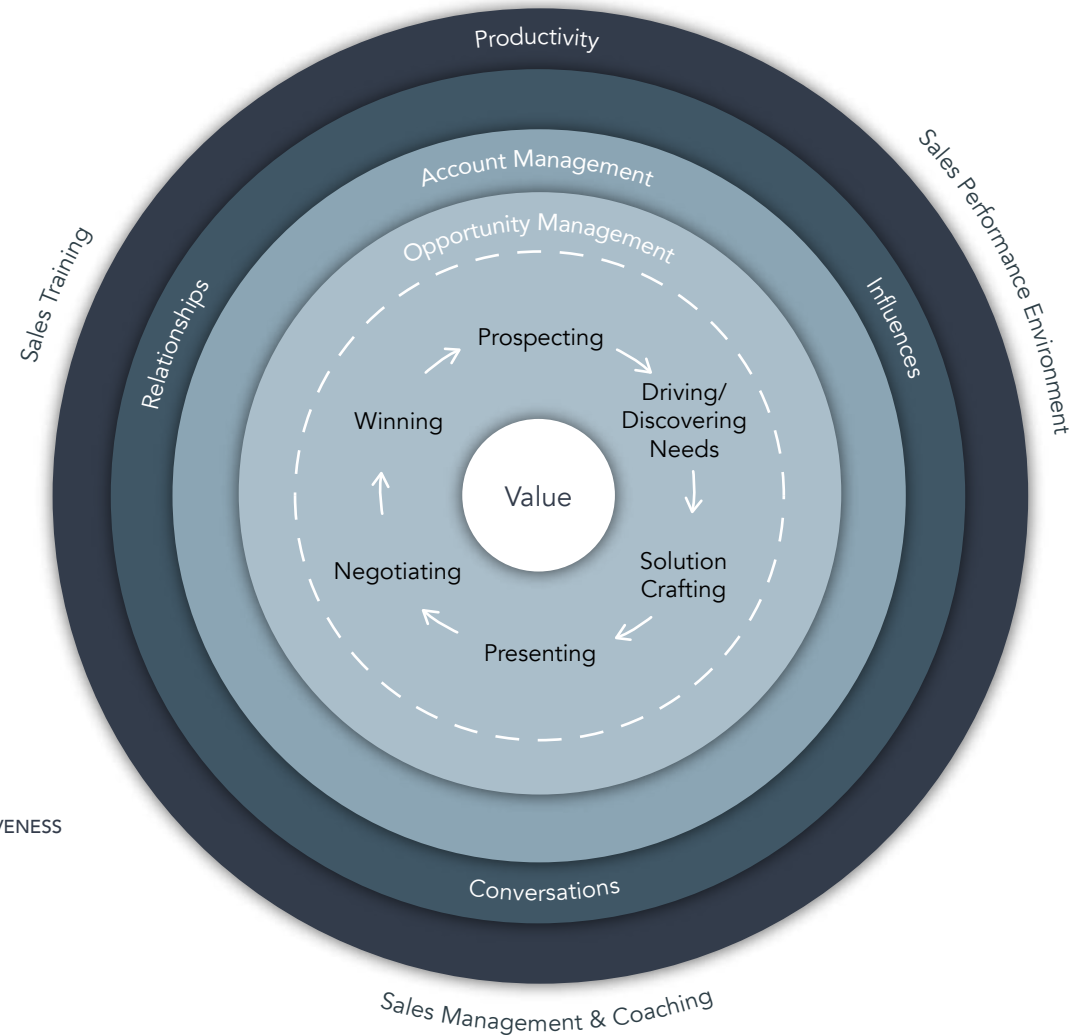 Productivity
Account Management
Opportunity Management
Sales Training
Sales Performance Environment
Relationships
Influences
Prospecting
Driving/
Discovering
Needs
Winning
Value
Solution
Crafting
Negotiating
Presenting
VENESS
Conversations
Sales Management & Coaching